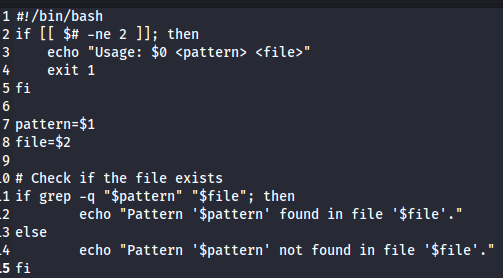 1 #!/bin/bash
2 if [[ $# -ne 2 ]]; then
3     echo "Usage: $0 <pattern> <file>"
4     exit 1
5 fi
6
7 pattern=$1
8 file=$2
9
.0 # Check if the file exists
.1 if grep -q "$pattern" "$file"; then
.2         echo "Pattern '$pattern' found in file '$file'."
.3 else
.4         echo "Pattern '$pattern' not found in file '$file'."
.5 fi